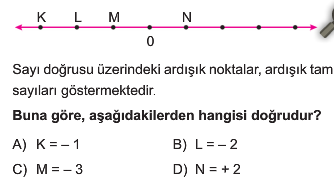 K L M N
0
Sayı doğrusu üzerindeki ardışık noktalar, ardışık tam
sayıları göstermektedir.
Buna göre, aşağıdakilerden hangisi doğrudur?
A) K = – 1 B) L = – 2
C) M = – 3 D) N = + 2